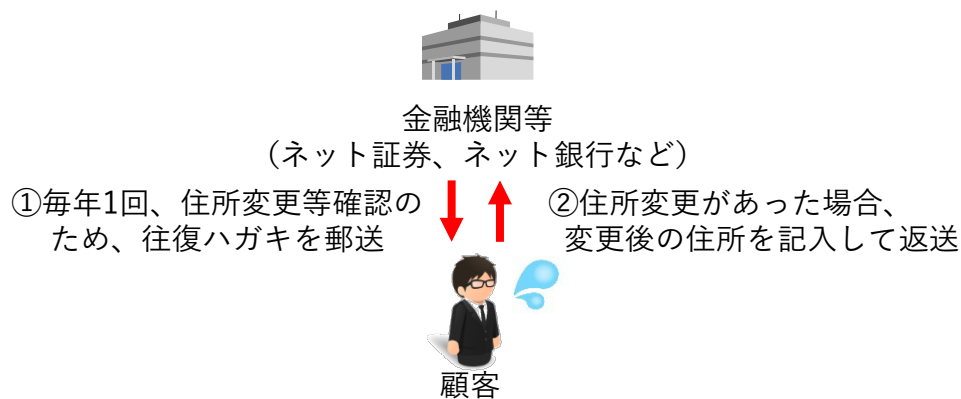 金融機関等
（ネット証券、ネット銀行など）
①毎年1回、住所変更等確認の
ため、往復ハガキを郵送
②住所変更があった場合、
変更後の住所を記入して返送
顧客